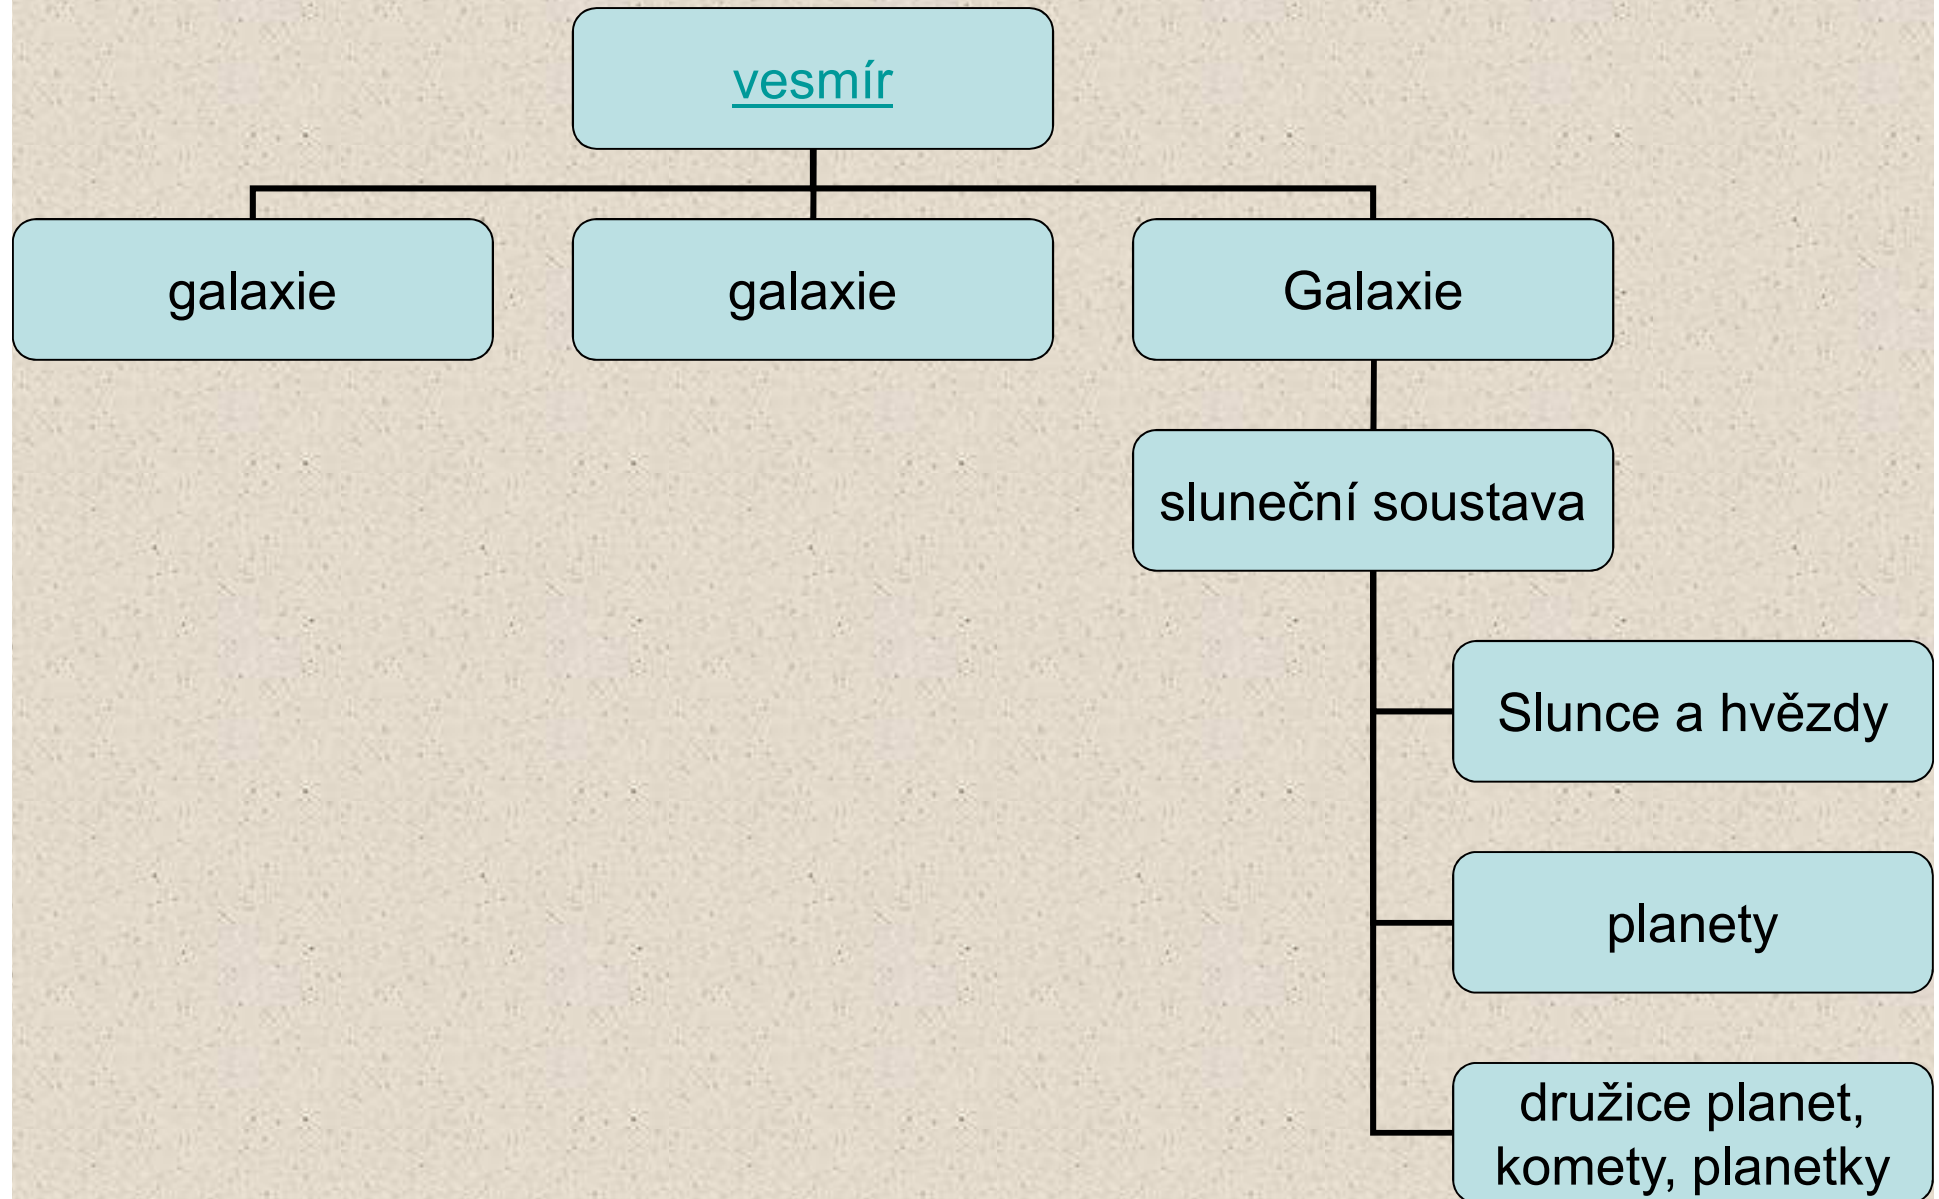 vesmír
galaxie
galaxie
Galaxie
sluneční soustava
Slunce a hvězdy
planety
družice planet,
komety, planetky